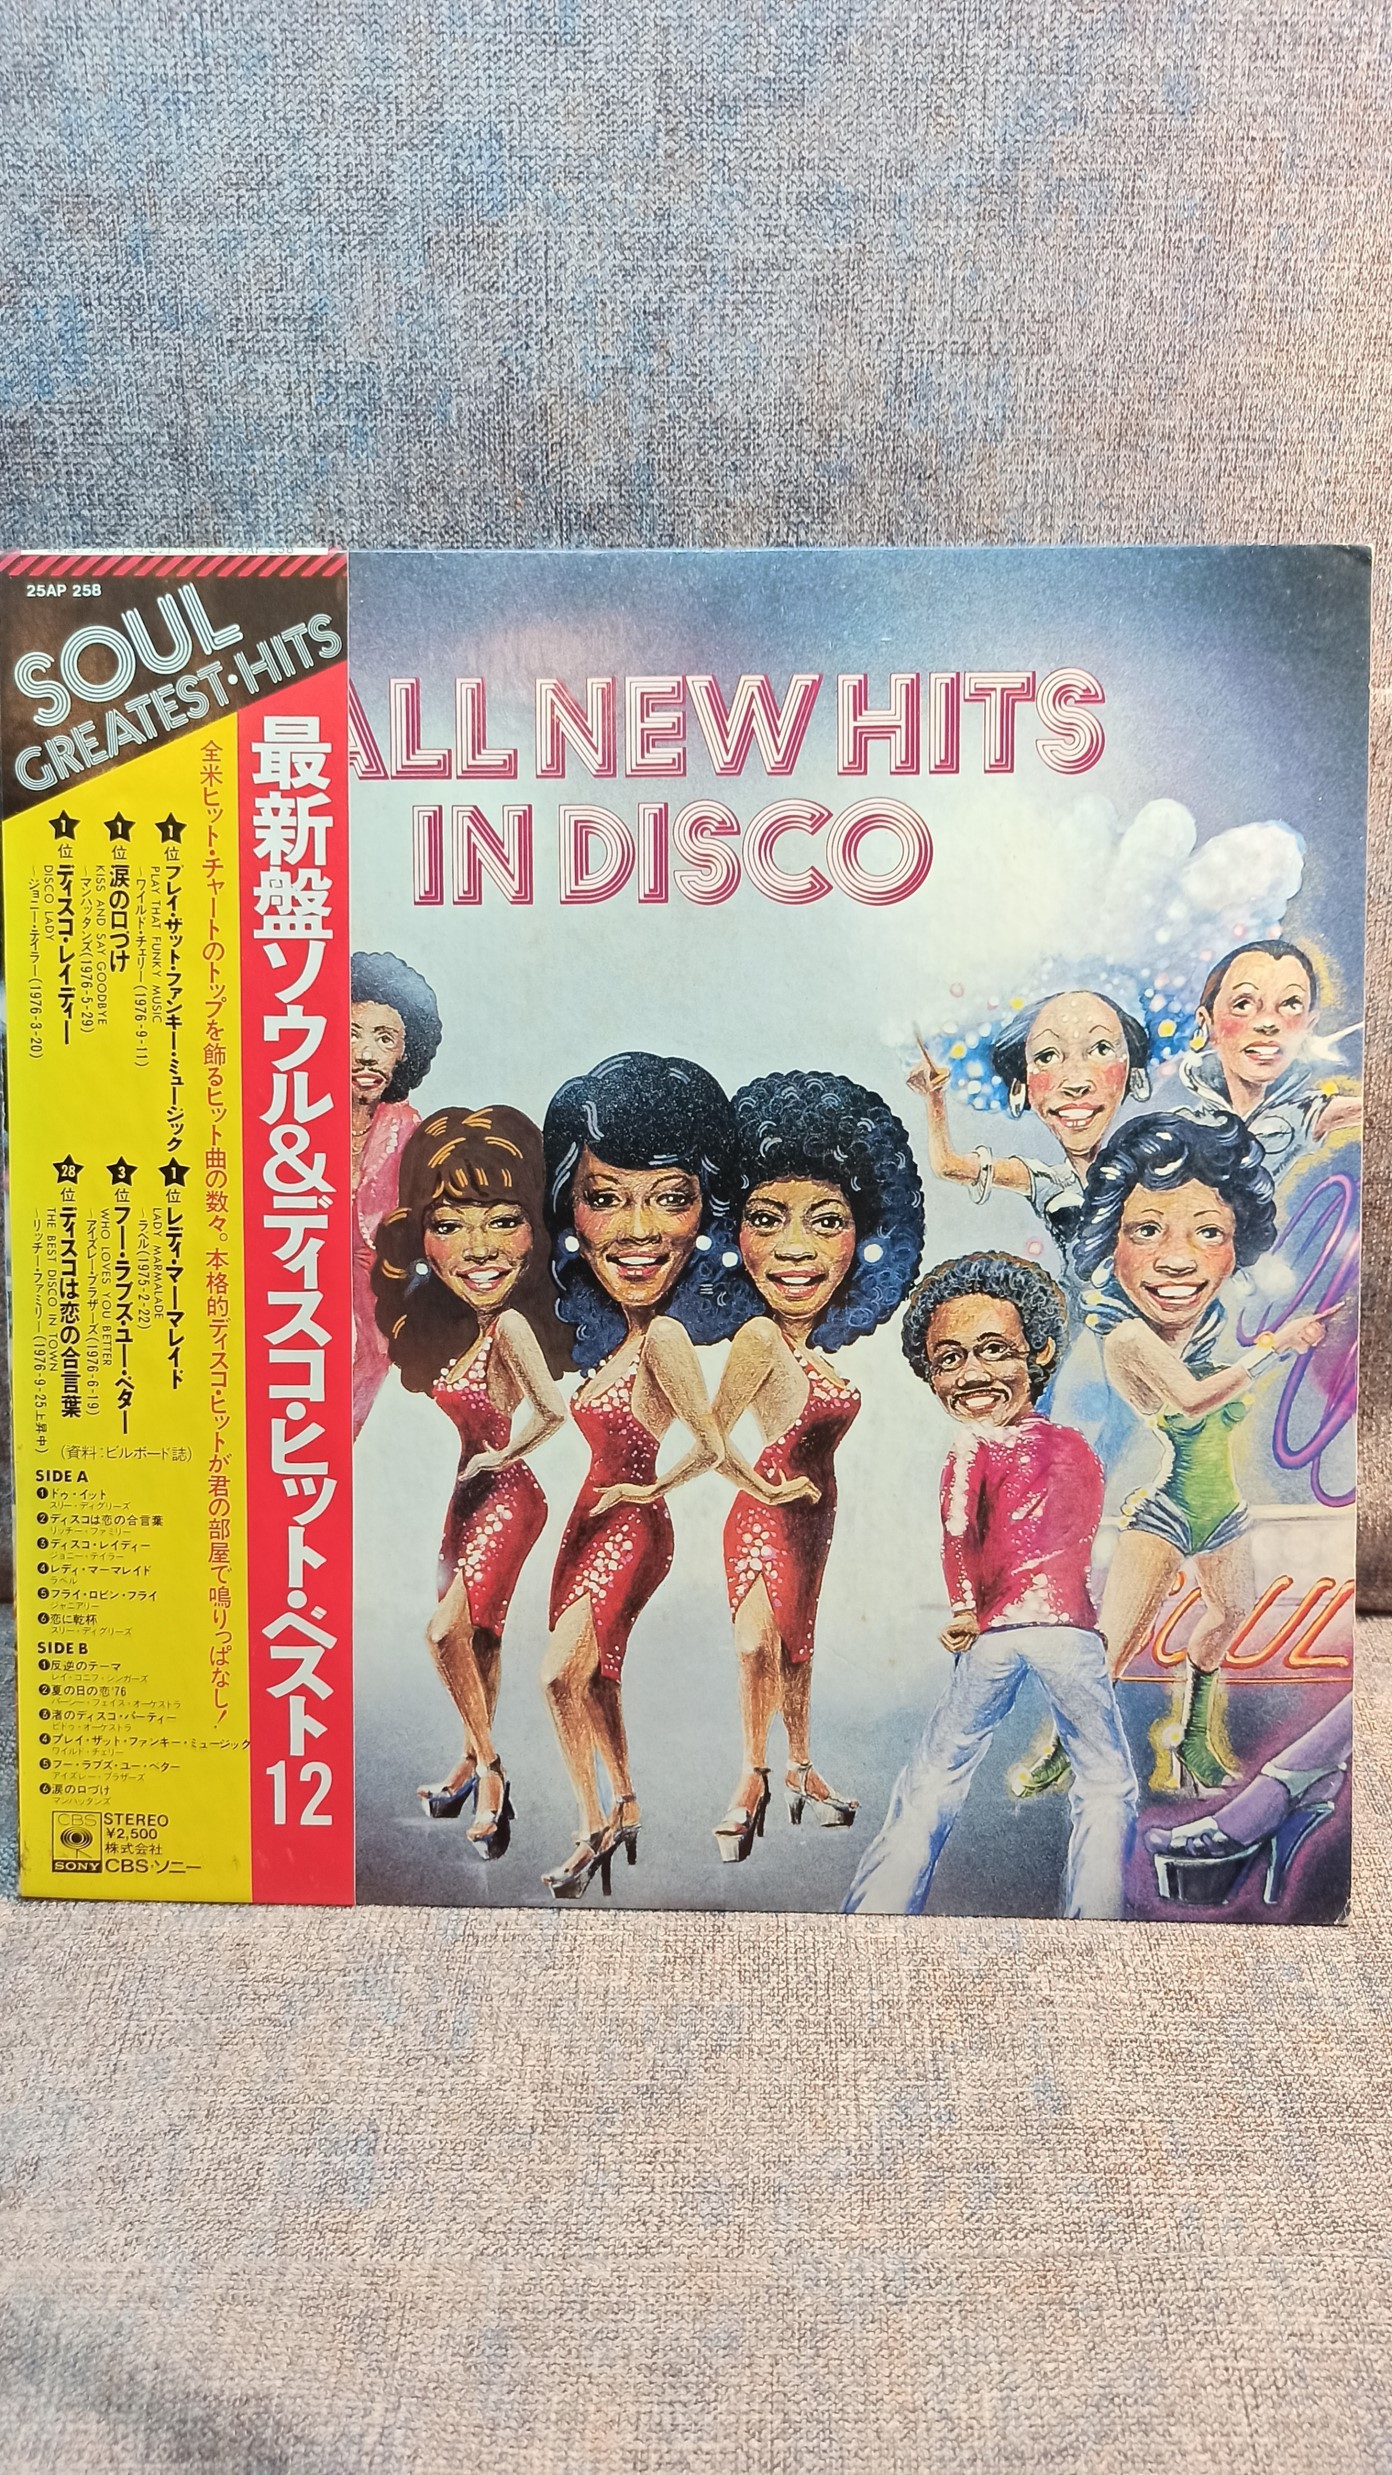 25AP 258
25AP 258
SOUL
GREATEST・HITS
最新盤ソウル&ディスコ・ヒット・ベスト12
全米ヒット・チャートのトップを飾るヒット曲の数々。本格的ディスコ・ヒットが君の部屋で鳴りっぱなし!
1位 プレイ・ザット・ファンキー・ミュージック
PLAY THAT FUNKY MUSIC
〜ワイルド・チェリー(1976-9-11)
1位 涙の口づけ
KISS AND SAY GOODBYE
〜マンハッタンズ(1976-5-29)
1位 ディスコ・レイディー
DISCO LADY
〜ジョニー・テイラー(1976-3-20)
1位 レディ・マーマレイド
LADY MARMALADE
〜ラベル(1975-2-22)
3位 フー・ラブズ・ユー・ベター
WHO LOVES YOU BETTER
〜アイズレー・ブラザーズ(1976-6-19)
28位 ディスコは恋の合言葉
THE BEST DISCO IN TOWN
〜リッチー・ファミリー(1976-9-25上昇中)
(資料:ビルボード誌)
SIDE A
❶ドゥ・イット
スリー・ディグリーズ
❷ディスコは恋の合言葉
リッチー・ファミリー
❸ディスコ・レイディー
ジョニー・テイラー
❹レディ・マーマレイド
ラベル
❺フライ・ロビン・フライ
ジャニアリー
❻恋に乾杯
スリー・ディグリーズ
SIDE B
❶反逆のテーマ
レイ・コニフ・シンガーズ
❷夏の日の恋'76
パーシー・フェイス・オーケストラ
❸渚のディスコ・パーティー
ビドゥ・オーケストラ
❹プレイ・ザット・ファンキー・ミュージック
ワイルド・チェリー
❺フー・ラブズ・ユー・ベター
アイズレー・ブラザーズ
❻涙の口づけ
マンハッタンズ
CBS
SONY
STEREO
¥2,500
株式会社
CBS・ソニー
ALL NEW HITS
IN DISCO
SOUL